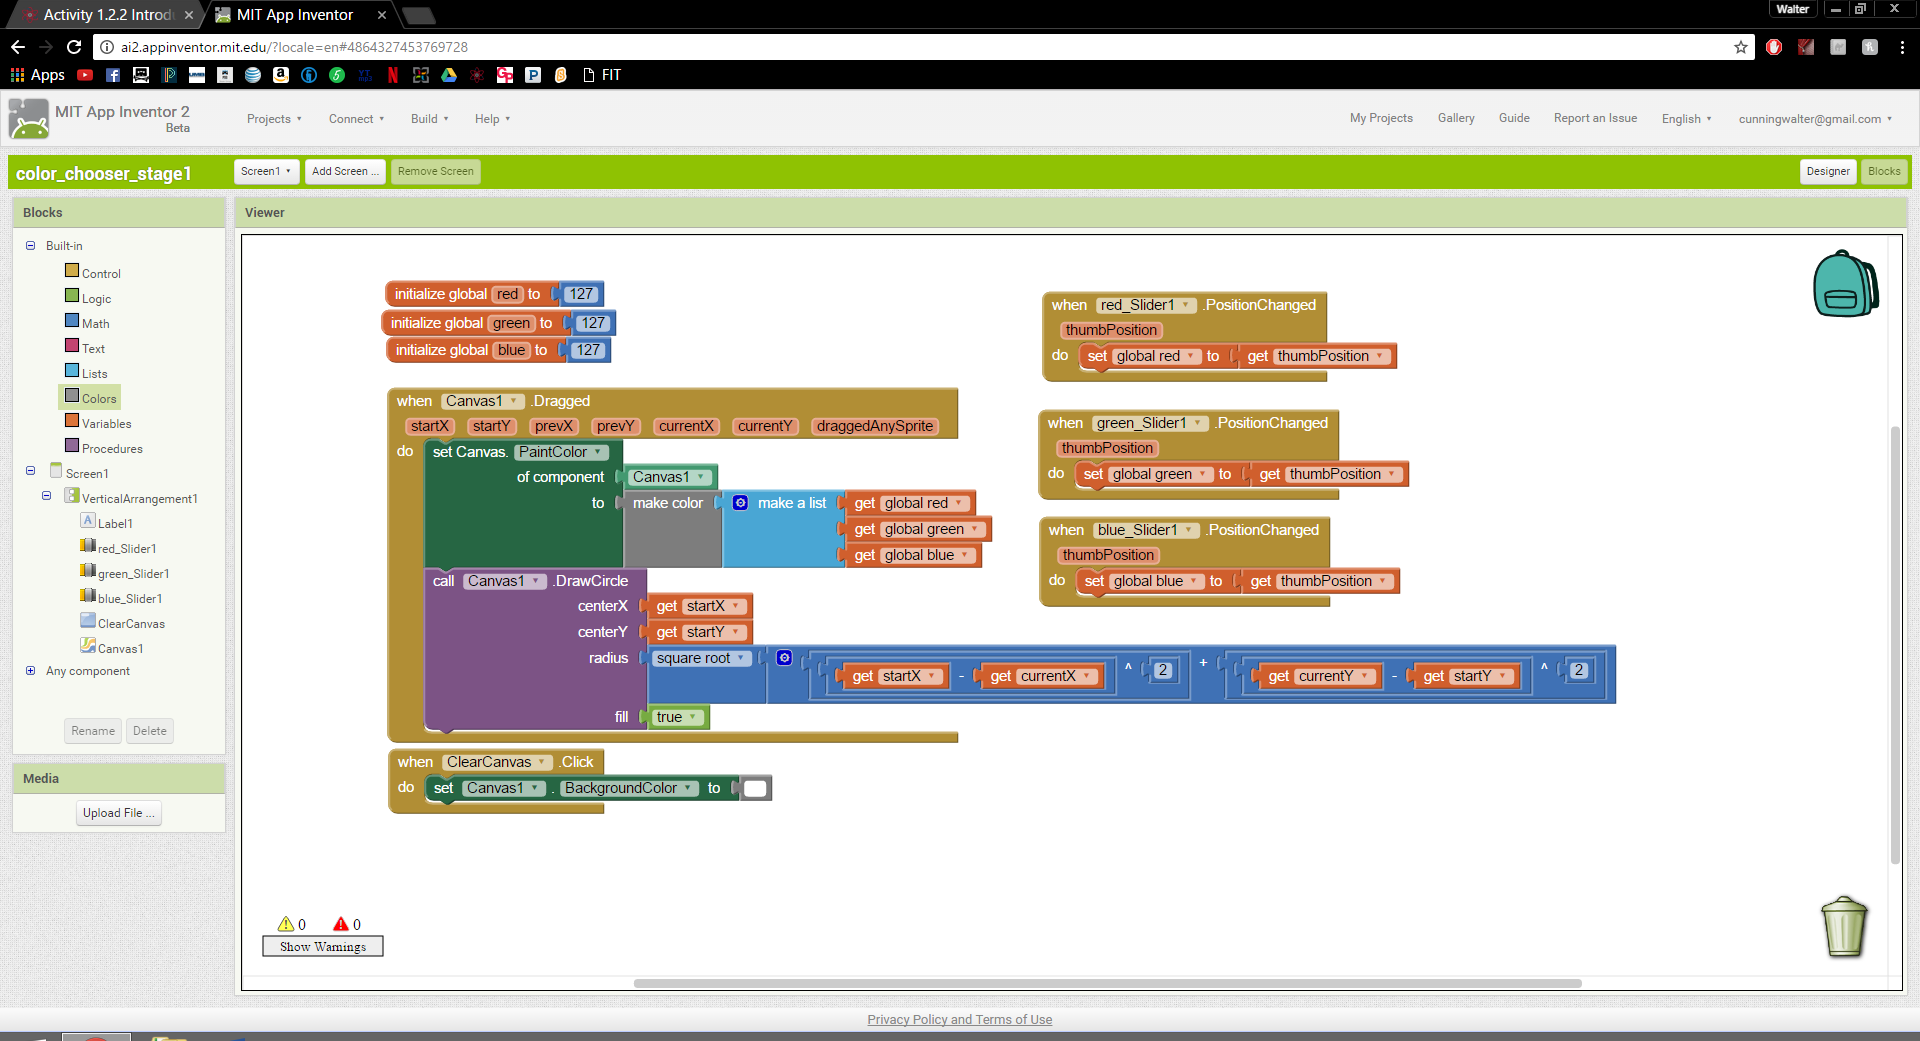 Activity 1.2.2 Introdu
MIT App Inventor
Walter
ai2.appinventor.mit.edu/?locale=en#4864327453769728
Apps
FIT
MIT App Inventor 2
Beta
Projects Connect Build Help
My Projects Gallery Guide Report an Issue English cunningwalter@gmail.com
color_chooser_stage1
Screen1 Add Screen ... Remove Screen
Designer Blocks
Blocks
Viewer
Built-in
Control
Logic
Math
Text
Lists
Colors
Variables
Procedures
Screen1
VerticalArrangement1
Label1
red_Slider1
green_Slider1
blue_Slider1
ClearCanvas
Canvas1
Any component
Rename Delete
Media
Upload File ...
initialize global red to 127
initialize global green to 127
initialize global blue to 127
when Canvas1 .Dragged
startX startY prevX prevY currentX currentY draggedAnySprite
do set Canvas. PaintColor
of component Canvas1
to make color make a list get global red
get global green
get global blue
call Canvas1 .DrawCircle
centerX get startX
centerY get startY
radius square root get startX - get currentX ^ 2 + get currentY - get startY ^ 2
fill true
when ClearCanvas .Click
do set Canvas1 . BackgroundColor to
when red_Slider1 .PositionChanged
thumbPosition
do set global red to get thumbPosition
when green_Slider1 .PositionChanged
thumbPosition
do set global green to get thumbPosition
when blue_Slider1 .PositionChanged
thumbPosition
do set global blue to get thumbPosition
0 0
Show Warnings
Privacy Policy and Terms of Use